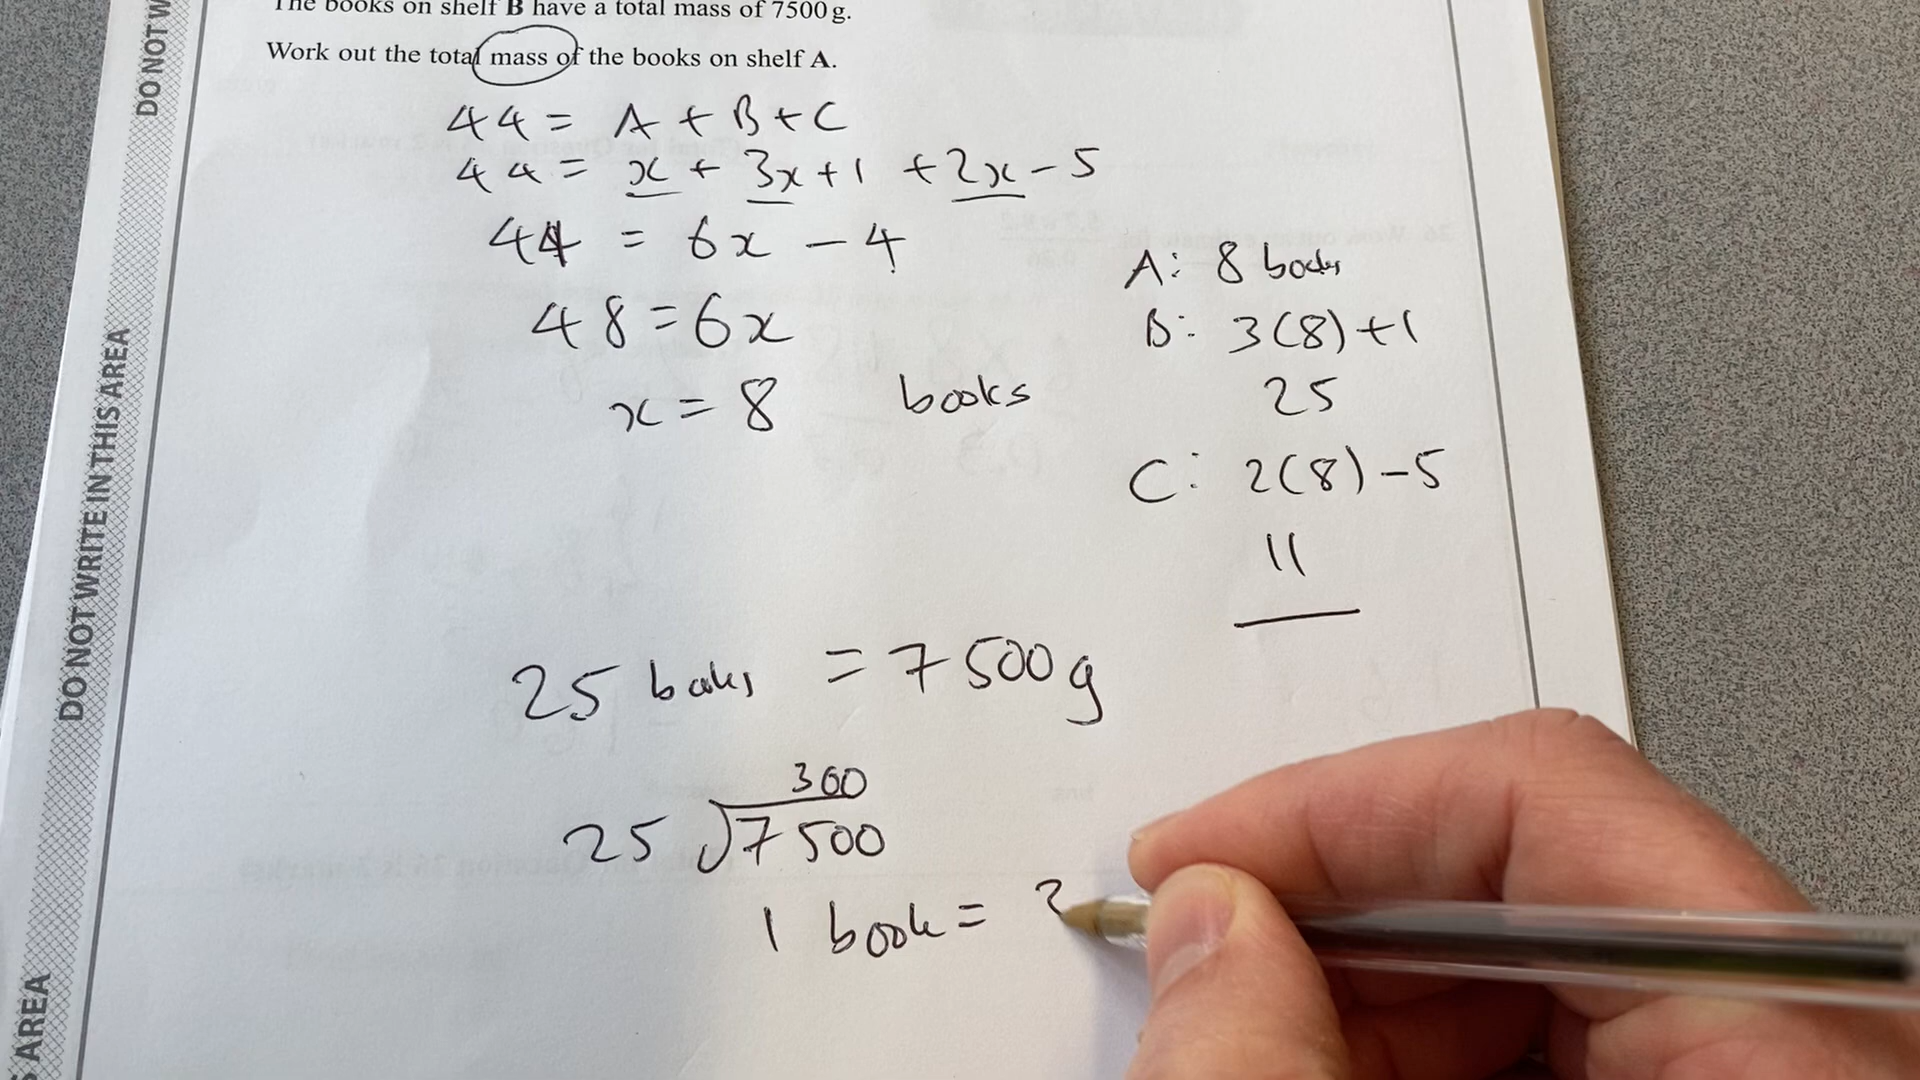 The books on shelf B have a total mass of 7500 g.
Work out the total mass of the books on shelf A.
44 = A + B + C
44 = x + 3x + 1 + 2x - 5
44 = 6x - 4
48 = 6x
x = 8 books
A: 8 books
B: 3(8) + 1
25
C: 2(8) - 5
11
25 books = 7500g
300
25 7500
1 book = 3
DO NOT W
DO NOT WRITE IN THIS AREA
S AREA